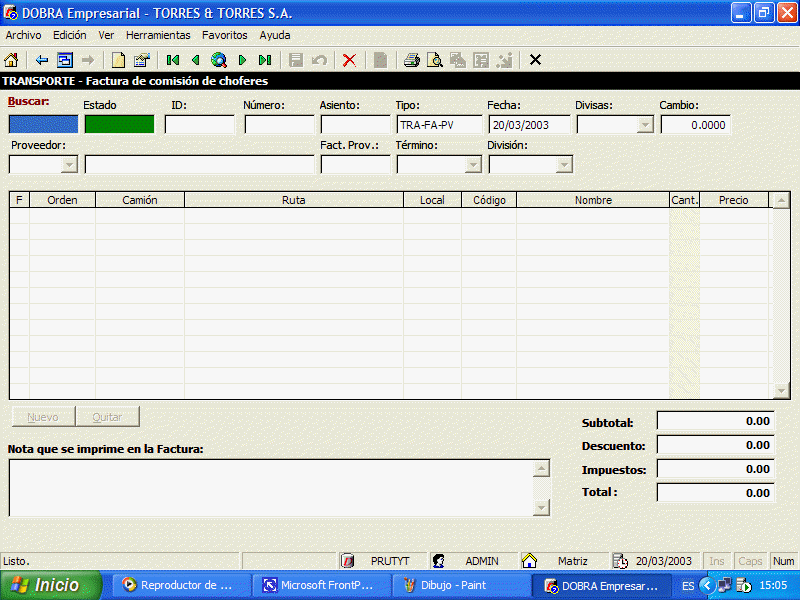 DOBRA Empresarial - TORRES & TORRES S.A.
Archivo Edición Ver Herramientas Favoritos Ayuda
TRANSPORTE - Factura de comisión de choferes
Buscar: Estado ID: Número: Asiento: Tipo: Fecha: Divisas: Cambio:
TRA-FA-PV 20/03/2003 0.0000
Proveedor: Fact. Prov.: Término: División:
F Orden Camión Ruta Local Código Nombre Cant. Precio
Nuevo Quitar
Subtotal: 0.00
Descuento: 0.00
Nota que se imprime en la Factura:
Impuestos: 0.00
Total: 0.00
Listo. PRUTYT ADMIN Matriz 20/03/2003 Ins Caps Num
Inicio Reproductor de ... Microsoft FrontP... Dibujo - Paint DOBRA Empresar... ES 15:05